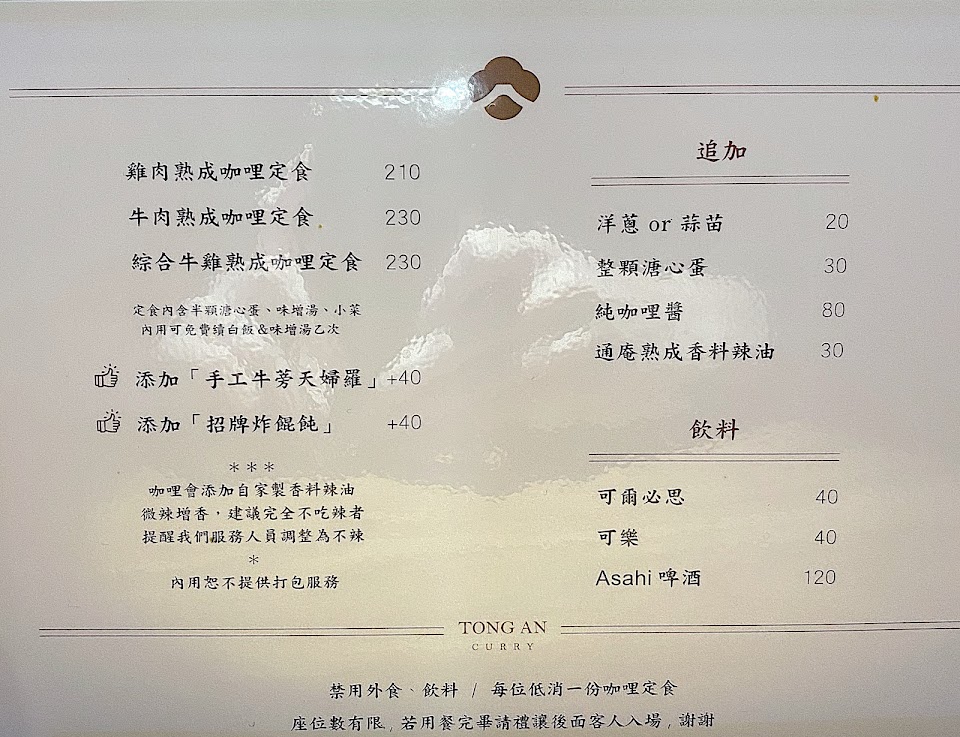 雞肉熟成咖哩定食 210
牛肉熟成咖哩定食 230
綜合牛雞熟成咖哩定食 230
定食內含半顆溏心蛋、味增湯、小菜
內用可免費續白飯&味增湯乙次
添加「手工牛蒡天婦羅」+40
添加「招牌炸餛飩」 +40
＊＊＊
咖哩會添加自家製香料辣油
微辣增香，建議完全不吃辣者
提醒我們服務人員調整為不辣
＊
內用恕不提供打包服務
追加
洋蔥 or 蒜苗 20
整顆溏心蛋 30
純咖哩醬 80
通庵熟成香料辣油 30
飲料
可爾必思 40
可樂 40
Asahi 啤酒 120
TONG AN
CURRY
禁用外食、飲料 / 每位低消一份咖哩定食
座位數有限，若用餐完畢請禮讓後面客人入場，謝謝